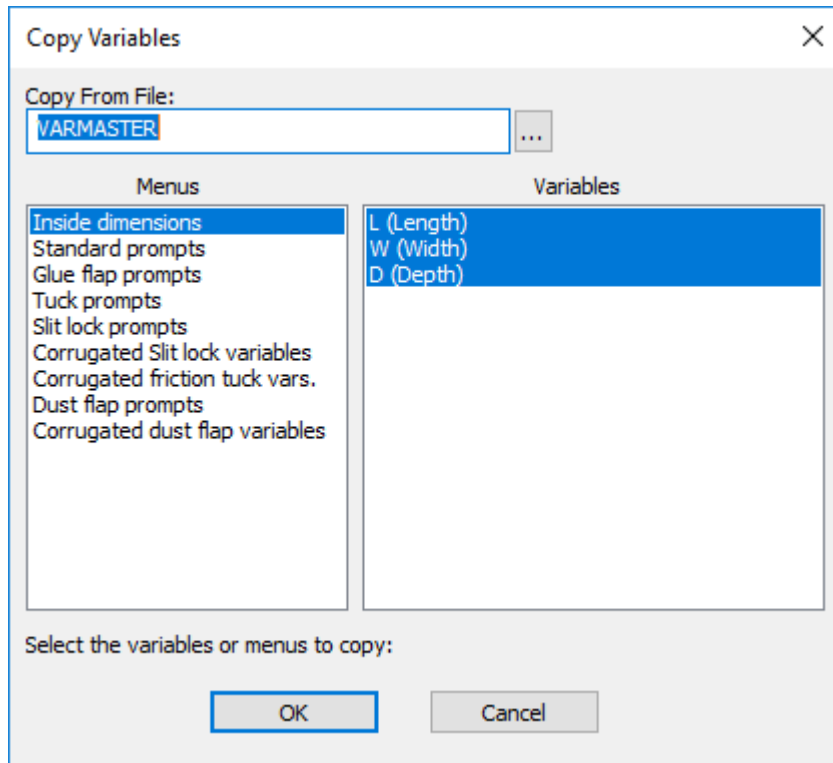 Copy Variables
Copy From File:
VARMASTER
...
Menus
Variables
Inside dimensions
Standard prompts
Glue flap prompts
Tuck prompts
Slit lock prompts
Corrugated Slit lock variables
Corrugated friction tuck vars.
Dust flap prompts
Corrugated dust flap variables
L (Length)
W (Width)
D (Depth)
Select the variables or menus to copy:
OK
Cancel